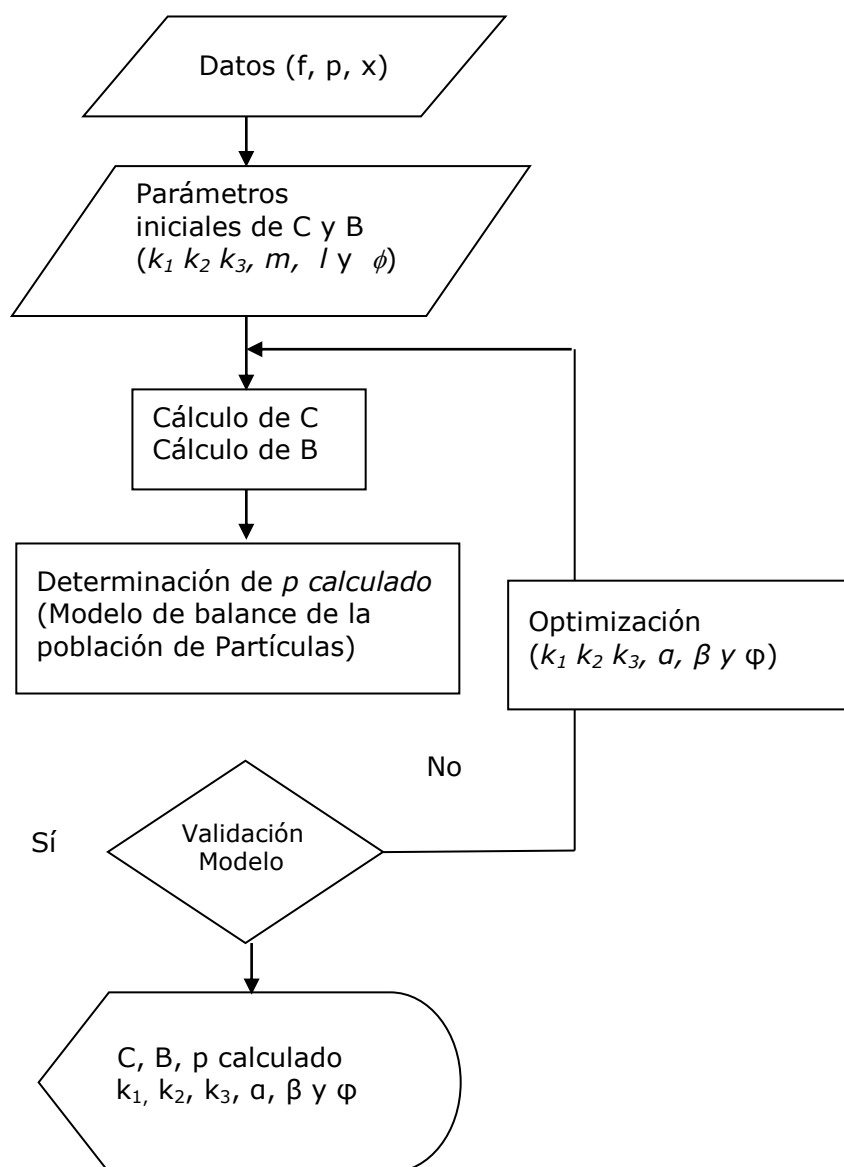 Datos (f, p, x)
Parámetros
iniciales de C y B
(k₁ k₂ k₃, m, l y ϕ)
Cálculo de C
Cálculo de B
Determinación de p calculado
(Modelo de balance de la
población de Partículas)
Optimización
(k₁ k₂ k₃, ɑ, β y φ)
No
Sí
Validación
Modelo
C, B, p calculado
k₁, k₂, k₃, ɑ, β y φ